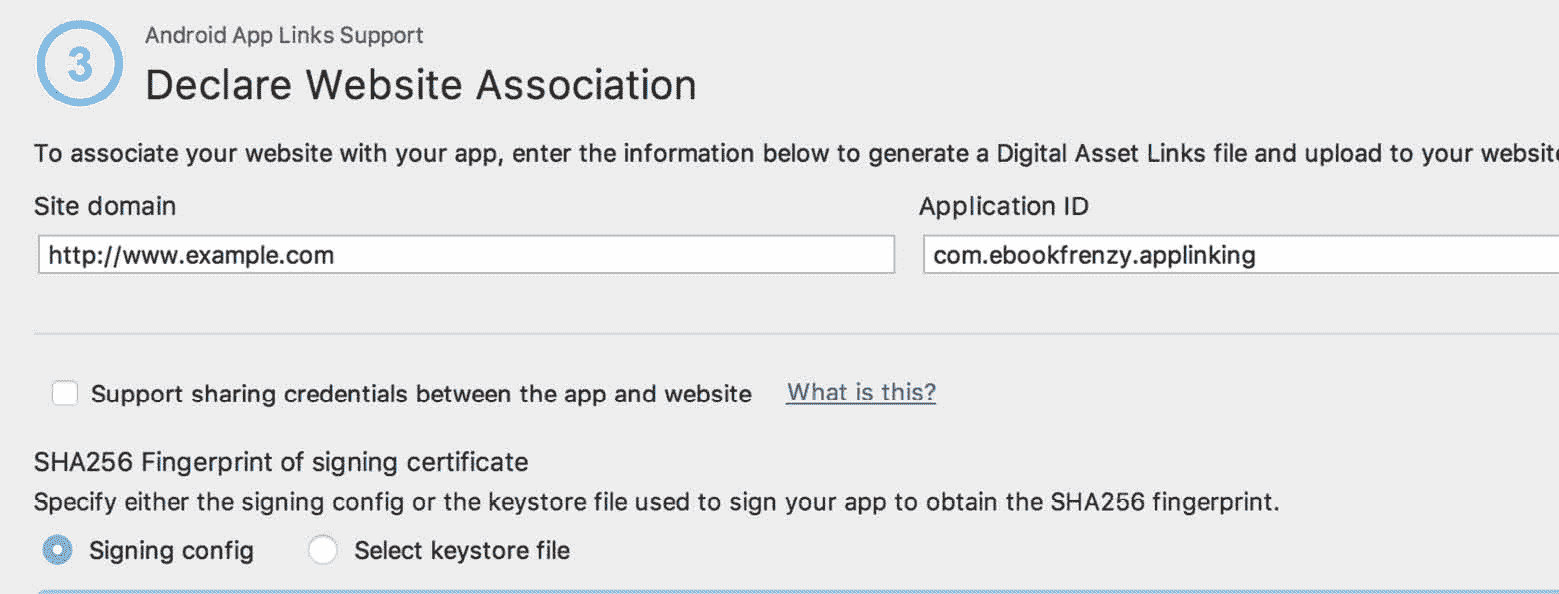 3
Android App Links Support
Declare Website Association
To associate your website with your app, enter the information below to generate a Digital Asset Links file and upload to your website
Site domain Application ID
http://www.example.com com.ebookfrenzy.applinking
Support sharing credentials between the app and website What is this?
SHA256 Fingerprint of signing certificate
Specify either the signing config or the keystore file used to sign your app to obtain the SHA256 fingerprint.
Signing config Select keystore file